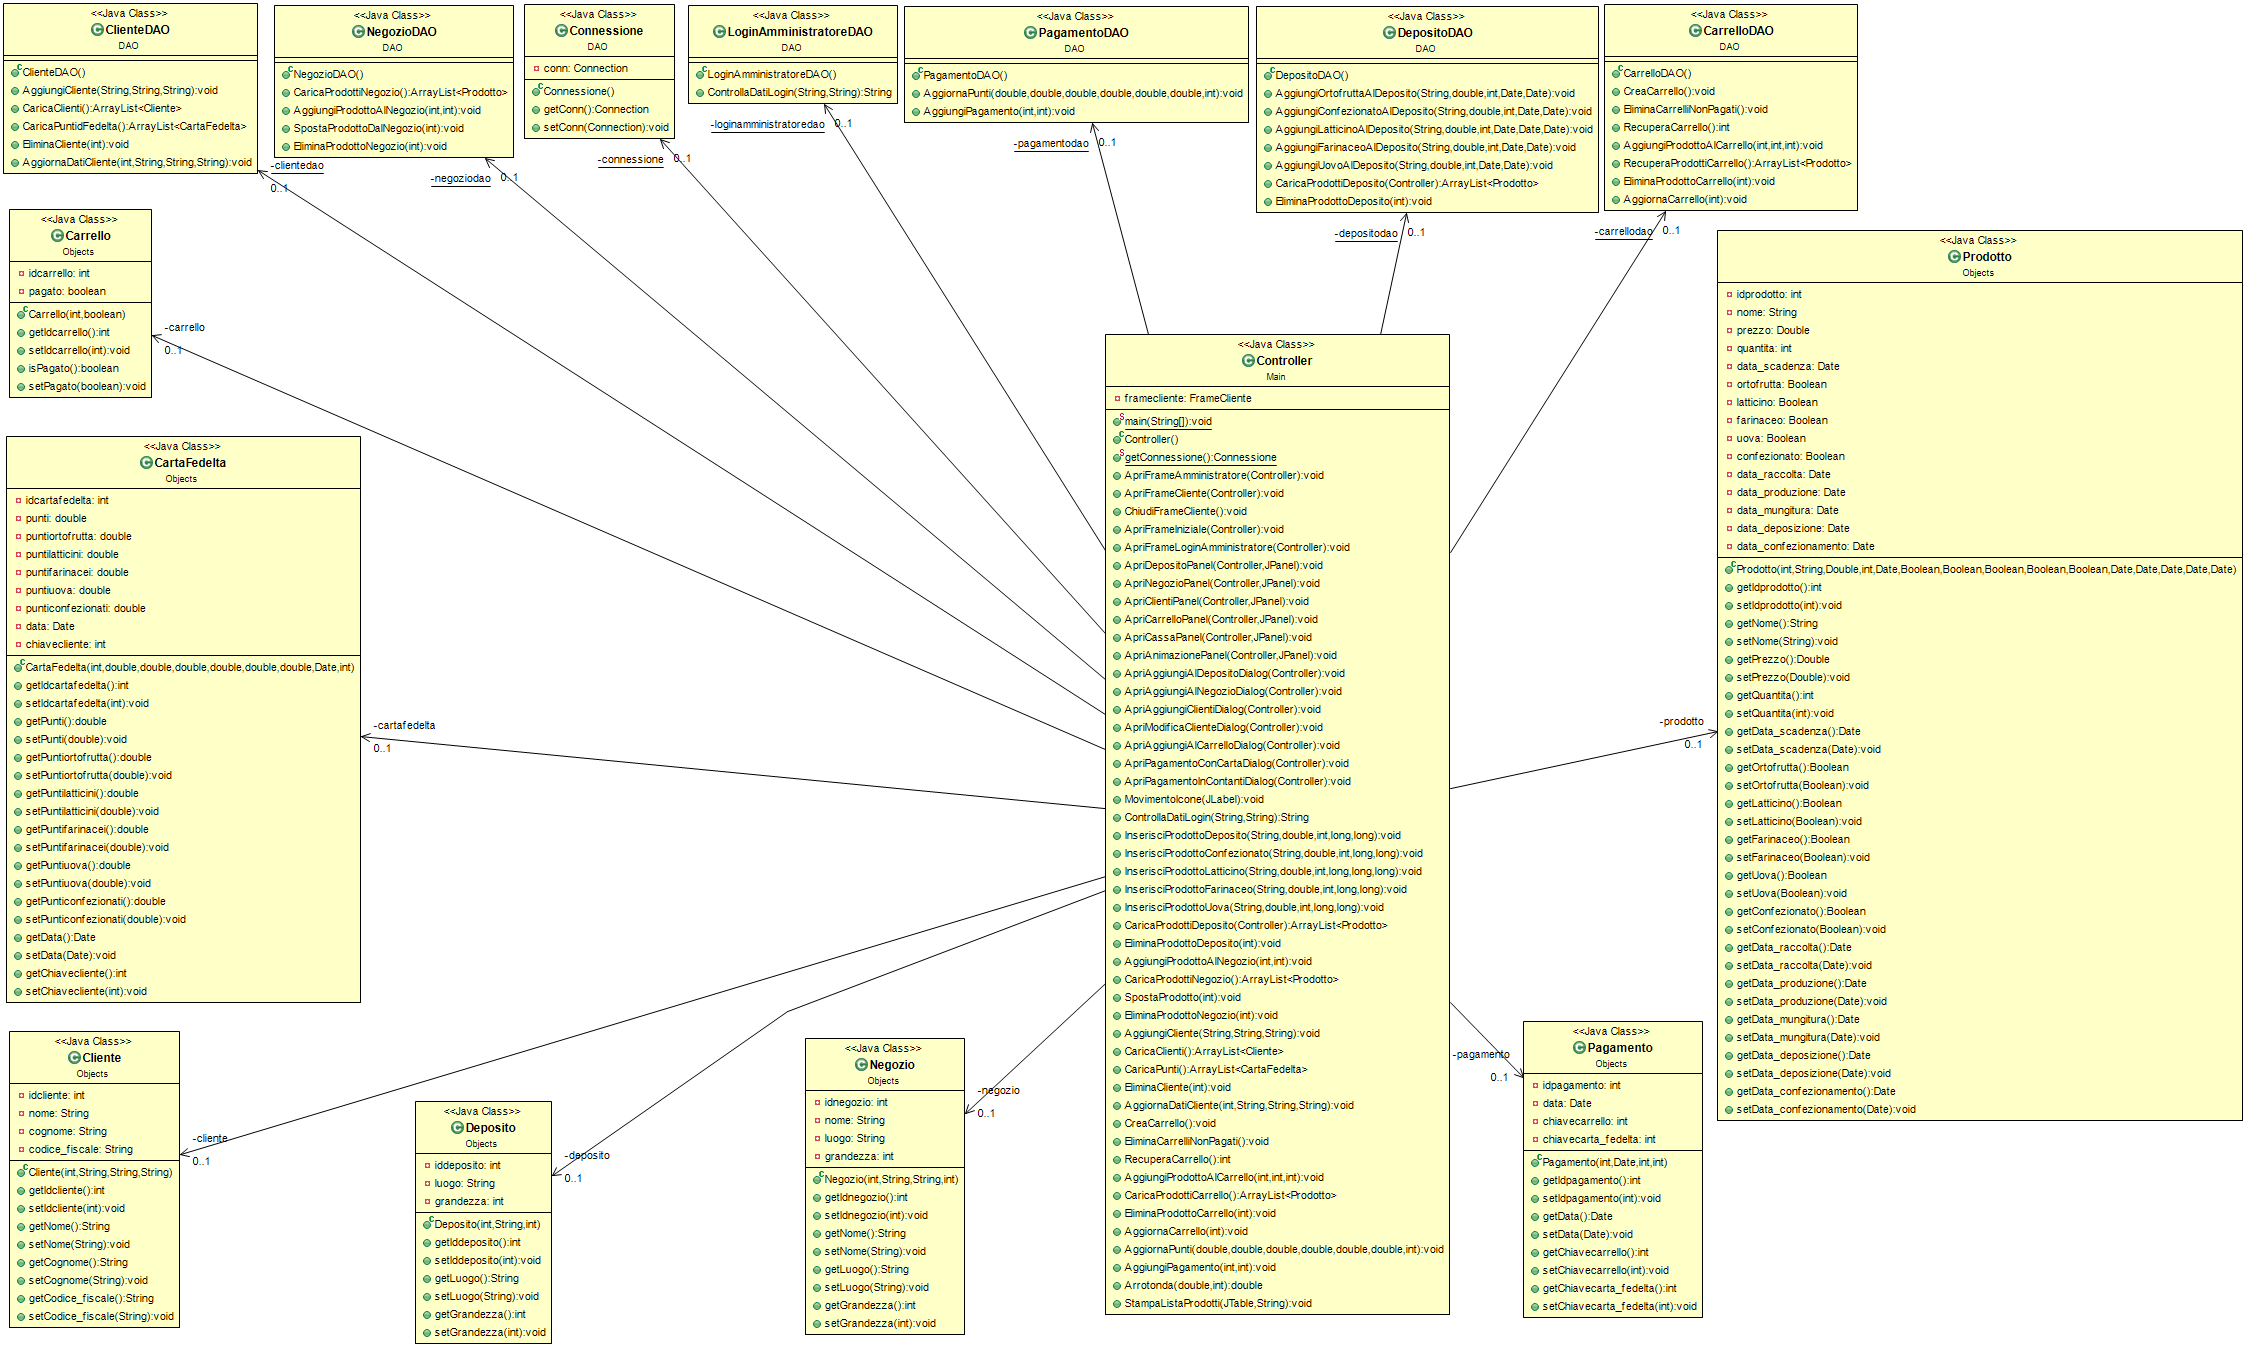 <<Java Class>>
ClienteDAO
DAO
ClienteDAO()
AggiungiCliente(String,String,String):void
CaricaClienti():ArrayList<Cliente>
CaricaPuntidFedelta():ArrayList<CartaFedelta>
EliminaCliente(int):void
AggiornaDatiCliente(int,String,String,String):void
<<Java Class>>
NegozioDAO
DAO
NegozioDAO()
CaricaProdottiNegozio():ArrayList<Prodotto>
AggiungiProdottoAlNegozio(int,int):void
SpostaProdottoDalNegozio(int):void
EliminaProdottoNegozio(int):void
<<Java Class>>
Connessione
DAO
conn: Connection
Connessione()
getConn():Connection
setConn(Connection):void
<<Java Class>>
LoginAmministratoreDAO
DAO
LoginAmministratoreDAO()
ControllaDatiLogin(String,String):String
<<Java Class>>
PagamentoDAO
DAO
PagamentoDAO()
AggiornaPunti(double,double,double,double,double,double,int):void
AggiungiPagamento(int,int):void
<<Java Class>>
DepositoDAO
DAO
DepositoDAO()
AggiungiOrtofruttaAlDeposito(String,double,int,Date,Date):void
AggiungiConfezionatoAlDeposito(String,double,int,Date,Date):void
AggiungiLatticinoAlDeposito(String,double,int,Date,Date,Date):void
AggiungiFarinaceoAlDeposito(String,double,int,Date,Date):void
AggiungiUovoAlDeposito(String,double,int,Date,Date):void
CaricaProdottiDeposito(Controller):ArrayList<Prodotto>
EliminaProdottoDeposito(int):void
<<Java Class>>
CarrelloDAO
DAO
CarrelloDAO()
CreaCarrello():void
EliminaCarrelliNonPagati():void
RecuperaCarrello():int
AggiungiProdottoAlCarrello(int,int,int):void
RecuperaProdottiCarrello():ArrayList<Prodotto>
EliminaProdottoCarrello(int):void
AggiornaCarrello(int):void
-clientedao
0..1
-negoziodao
0..1
-connessione
0..1
-loginamministratoredao
0..1
-pagamentodao
0..1
-depositodao
0..1
-carrellodao
0..1
<<Java Class>>
Carrello
Objects
idcarrello: int
pagato: boolean
Carrello(int,boolean)
getIdcarrello():int
setIdcarrello(int):void
isPagato():boolean
setPagato(boolean):void
-carrello
0..1
<<Java Class>>
CartaFedelta
Objects
idcartafedelta: int
punti: double
puntiortofrutta: double
puntilatticini: double
puntifarinacei: double
puntiuova: double
punticonfezionati: double
data: Date
chiavecliente: int
CartaFedelta(int,double,double,double,double,double,double,Date,int)
getIdcartafedelta():int
setIdcartafedelta(int):void
getPunti():double
setPunti(double):void
getPuntiortofrutta():double
setPuntiortofrutta(double):void
getPuntilatticini():double
setPuntilatticini(double):void
getPuntifarinacei():double
setPuntifarinacei(double):void
getPuntiuova():double
setPuntiuova(double):void
getPunticonfezionati():double
setPunticonfezionati(double):void
getData():Date
setData(Date):void
getChiavecliente():int
setChiavecliente(int):void
-cartafedelta
0..1
<<Java Class>>
Cliente
Objects
idcliente: int
nome: String
cognome: String
codice_fiscale: String
Cliente(int,String,String,String)
getIdcliente():int
setIdcliente(int):void
getNome():String
setNome(String):void
getCognome():String
setCognome(String):void
getCodice_fiscale():String
setCodice_fiscale(String):void
-cliente
0..1
<<Java Class>>
Deposito
Objects
iddeposito: int
luogo: String
grandezza: int
Deposito(int,String,int)
getIddeposito():int
setIddeposito(int):void
getLuogo():String
setLuogo(String):void
getGrandezza():int
setGrandezza(int):void
-deposito
0..1
<<Java Class>>
Negozio
Objects
idnegozio: int
nome: String
luogo: String
grandezza: int
Negozio(int,String,String,int)
getIdnegozio():int
setIdnegozio(int):void
getNome():String
setNome(String):void
getLuogo():String
setLuogo(String):void
getGrandezza():int
setGrandezza(int):void
-negozio
0..1
<<Java Class>>
Controller
Main
framecliente: FrameCliente
main(String[]):void
Controller()
getConnessione():Connessione
ApriFrameAmministratore(Controller):void
ApriFrameCliente(Controller):void
ChiudiFrameCliente():void
ApriFrameIniziale(Controller):void
ApriFrameLoginAmministratore(Controller):void
ApriDepositoPanel(Controller,JPanel):void
ApriNegozioPanel(Controller,JPanel):void
ApriClientiPanel(Controller,JPanel):void
ApriCarrelloPanel(Controller,JPanel):void
ApriCassaPanel(Controller,JPanel):void
ApriAnimazionePanel(Controller,JPanel):void
ApriAggiungiAlDepositoDialog(Controller):void
ApriAggiungiAlNegozioDialog(Controller):void
ApriAggiungiClientiDialog(Controller):void
ApriModificaClienteDialog(Controller):void
ApriAggiungiAlCarrelloDialog(Controller):void
ApriPagamentoConCartaDialog(Controller):void
ApriPagamentoInContantiDialog(Controller):void
MovimentoIcone(JLabel):void
ControllaDatiLogin(String,String):String
InserisciProdottoDeposito(String,double,int,long,long):void
InserisciProdottoConfezionato(String,double,int,long,long):void
InserisciProdottoLatticino(String,double,int,long,long,long):void
InserisciProdottoFarinaceo(String,double,int,long,long):void
InserisciProdottoUova(String,double,int,long,long):void
CaricaProdottiDeposito(Controller):ArrayList<Prodotto>
EliminaProdottoDeposito(int):void
AggiungiProdottoAlNegozio(int,int):void
CaricaProdottiNegozio():ArrayList<Prodotto>
SpostaProdotto(int):void
EliminaProdottoNegozio(int):void
AggiungiCliente(String,String,String):void
CaricaClienti():ArrayList<Cliente>
CaricaPunti():ArrayList<CartaFedelta>
EliminaCliente(int):void
AggiornaDatiCliente(int,String,String,String):void
CreaCarrello():void
EliminaCarrelliNonPagati():void
RecuperaCarrello():int
AggiungiProdottoAlCarrello(int,int,int):void
CaricaProdottiCarrello():ArrayList<Prodotto>
EliminaProdottoCarrello(int):void
AggiornaCarrello(int):void
AggiornaPunti(double,double,double,double,double,double,int):void
AggiungiPagamento(int,int):void
Arrotonda(double,int):double
StampaListaProdotti(JTable,String):void
-pagamento
0..1
<<Java Class>>
Pagamento
Objects
idpagamento: int
data: Date
chiavecarrello: int
chiavecarta_fedelta: int
Pagamento(int,Date,int,int)
getIdpagamento():int
setIdpagamento(int):void
getData():Date
setData(Date):void
getChiavecarrello():int
setChiavecarrello(int):void
getChiavecarta_fedelta():int
setChiavecarta_fedelta(int):void
-prodotto
0..1
<<Java Class>>
Prodotto
Objects
idprodotto: int
nome: String
prezzo: Double
quantita: int
data_scadenza: Date
ortofrutta: Boolean
latticino: Boolean
farinaceo: Boolean
uova: Boolean
confezionato: Boolean
data_raccolta: Date
data_produzione: Date
data_mungitura: Date
data_deposizione: Date
data_confezionamento: Date
Prodotto(int,String,Double,int,Date,Boolean,Boolean,Boolean,Boolean,Boolean,Date,Date,Date,Date,Date)
getIdprodotto():int
setIdprodotto(int):void
getNome():String
setNome(String):void
getPrezzo():Double
setPrezzo(Double):void
getQuantita():int
setQuantita(int):void
getData_scadenza():Date
setData_scadenza(Date):void
getOrtofrutta():Boolean
setOrtofrutta(Boolean):void
getLatticino():Boolean
setLatticino(Boolean):void
getFarinaceo():Boolean
setFarinaceo(Boolean):void
getUova():Boolean
setUova(Boolean):void
getConfezionato():Boolean
setConfezionato(Boolean):void
getData_raccolta():Date
setData_raccolta(Date):void
getData_produzione():Date
setData_produzione(Date):void
getData_mungitura():Date
setData_mungitura(Date):void
getData_deposizione():Date
setData_deposizione(Date):void
getData_confezionamento():Date
setData_confezionamento(Date):void